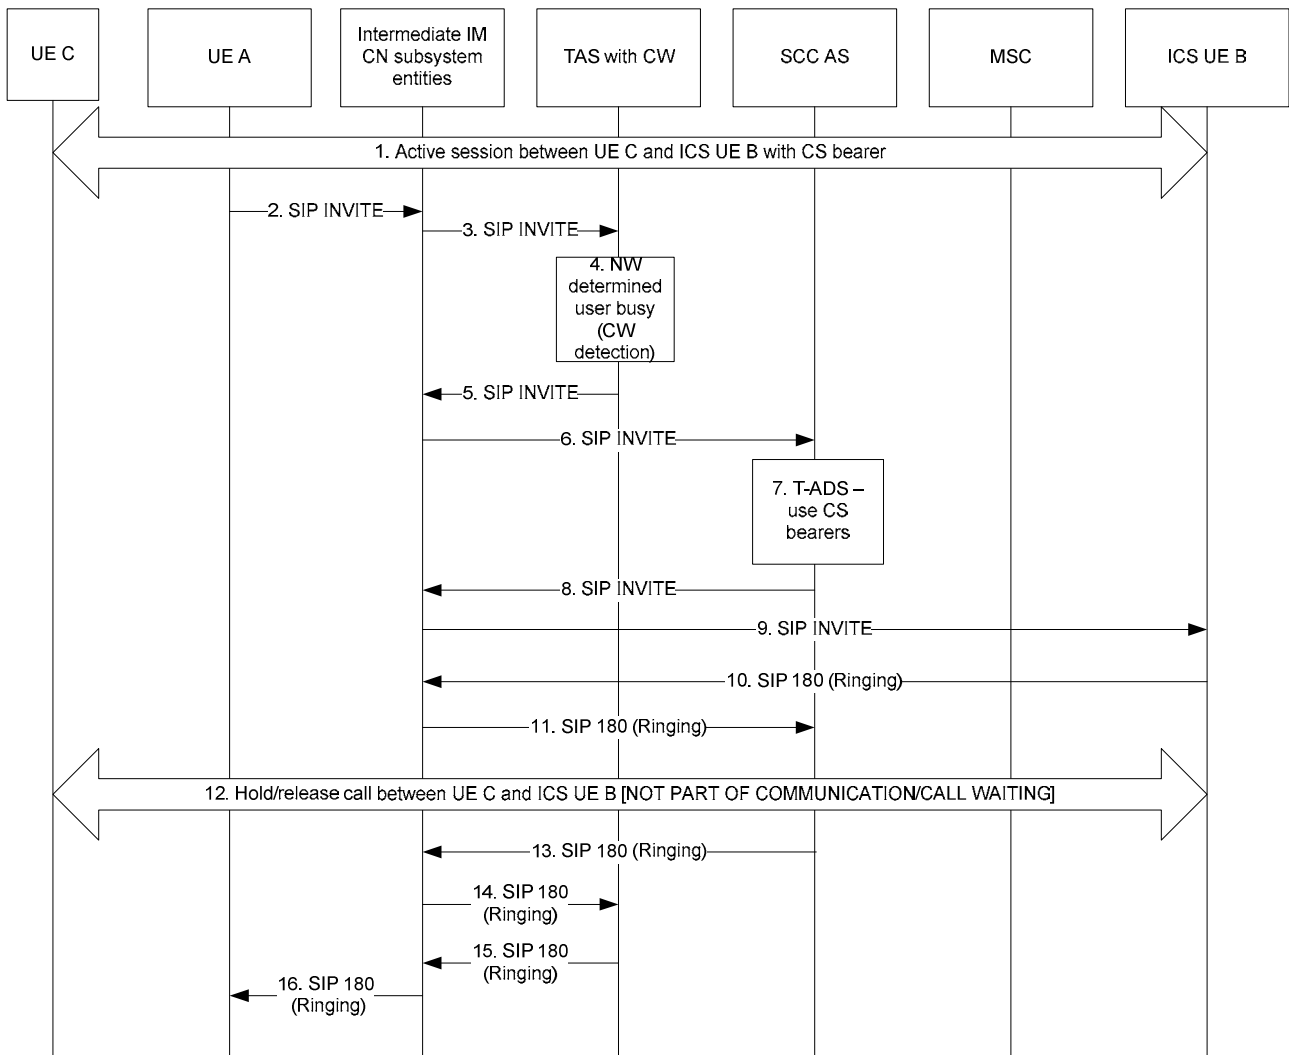 UE C
UE A
Intermediate IM
CN subsystem
entities
TAS with CW
SCC AS
MSC
ICS UE B
1. Active session between UE C and ICS UE B with CS bearer
2. SIP INVITE
3. SIP INVITE
4. NW
determined
user busy
(CW
detection)
5. SIP INVITE
6. SIP INVITE
7. T-ADS –
use CS
bearers
8. SIP INVITE
9. SIP INVITE
10. SIP 180 (Ringing)
11. SIP 180 (Ringing)
12. Hold/release call between UE C and ICS UE B [NOT PART OF COMMUNICATION/CALL WAITING]
13. SIP 180 (Ringing)
14. SIP 180
(Ringing)
15. SIP 180
(Ringing)
16. SIP 180
(Ringing)